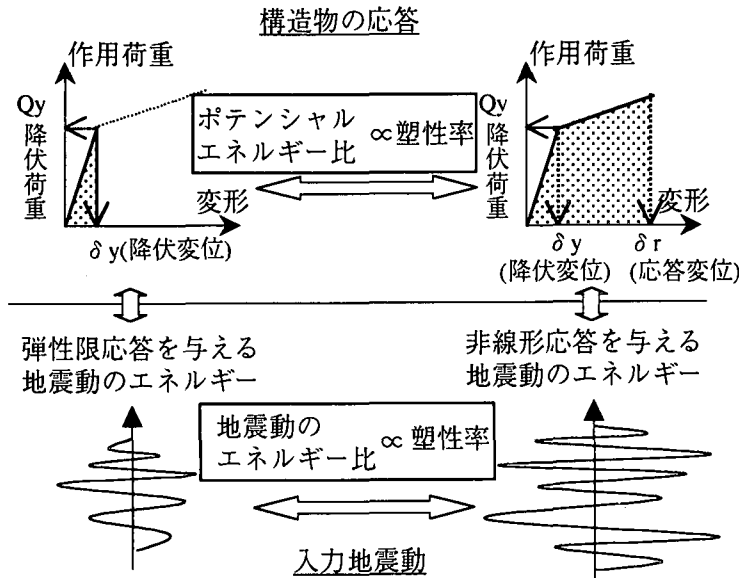 構造物の応答
作用荷重
Qy
降伏荷重
変形
δy(降伏変位)
ポテンシャル
エネルギー比 ∝塑性率
作用荷重
Qy
降伏荷重
変形
δy
(降伏変位)
δr
(応答変位)
弾性限応答を与える
地震動のエネルギー
非線形応答を与える
地震動のエネルギー
地震動の
エネルギー比 ∝ 塑性率
入力地震動